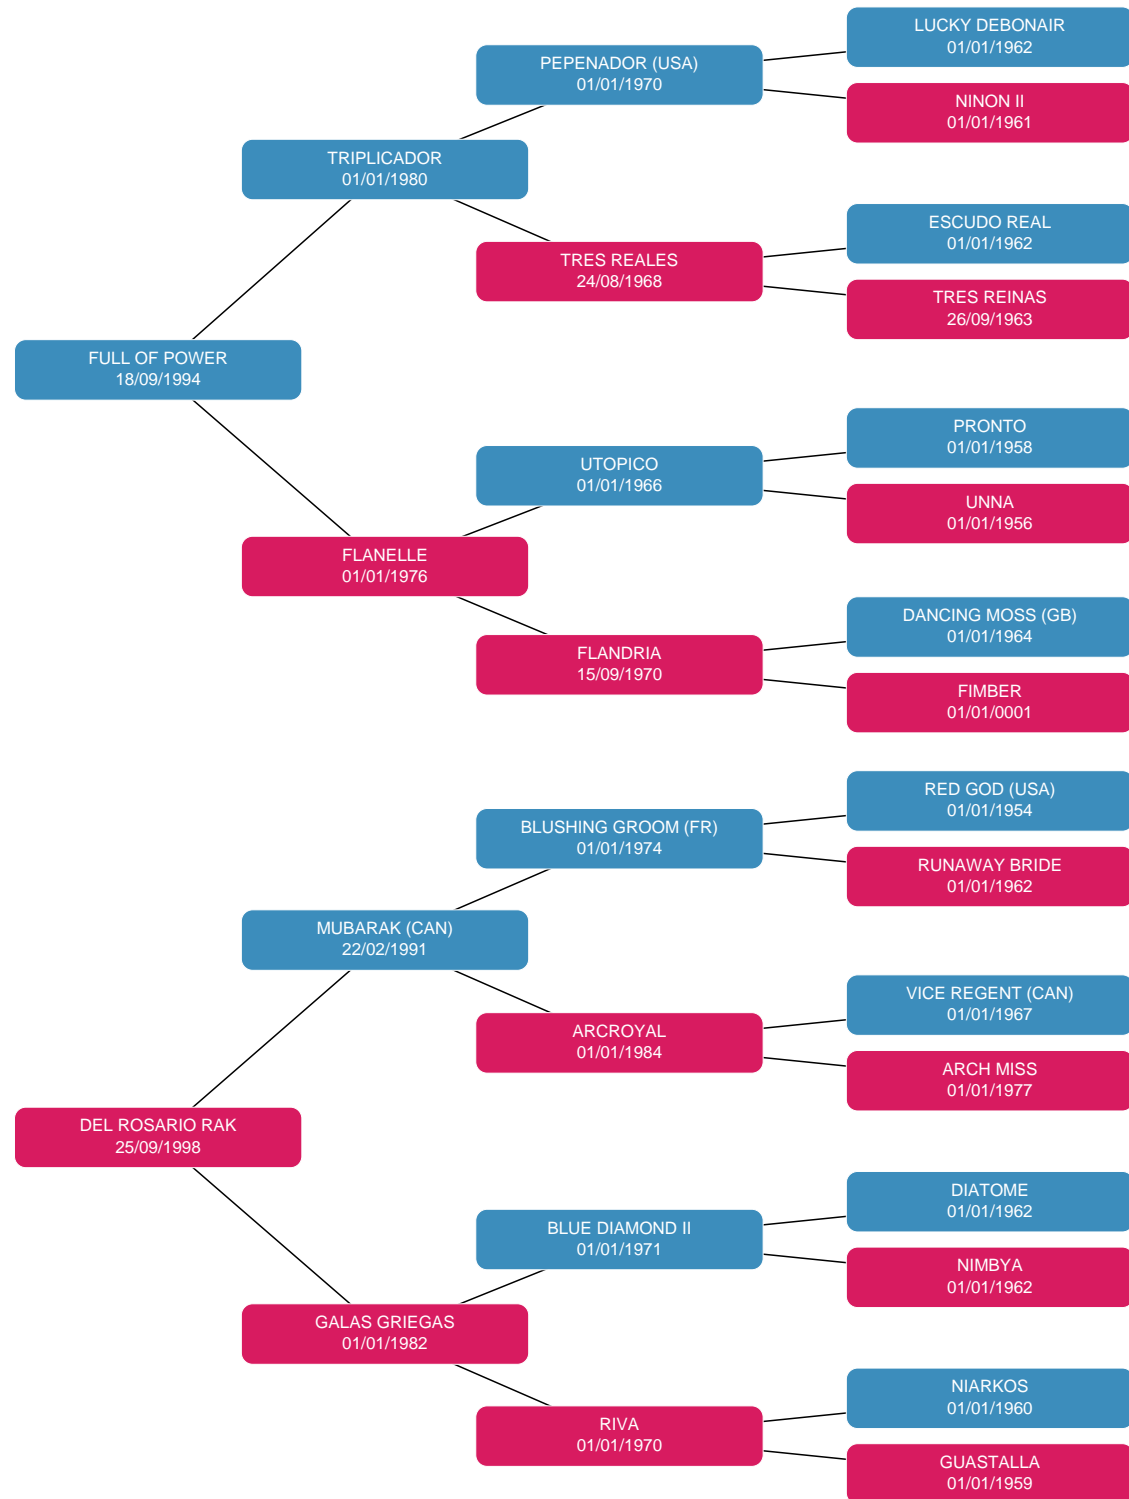 LUCKY DEBONAIR
01/01/1962
PEPENADOR (USA)
01/01/1970
NINON II
01/01/1961
TRIPLICADOR
01/01/1980
ESCUDO REAL
01/01/1962
TRES REALES
24/08/1968
TRES REINAS
26/09/1963
FULL OF POWER
18/09/1994
PRONTO
01/01/1958
UTOPICO
01/01/1966
UNNA
01/01/1956
FLANELLE
01/01/1976
DANCING MOSS (GB)
01/01/1964
FLANDRIA
15/09/1970
FIMBER
01/01/0001
RED GOD (USA)
01/01/1954
BLUSHING GROOM (FR)
01/01/1974
RUNAWAY BRIDE
01/01/1962
MUBARAK (CAN)
22/02/1991
VICE REGENT (CAN)
01/01/1967
ARCROYAL
01/01/1984
ARCH MISS
01/01/1977
DEL ROSARIO RAK
25/09/1998
DIATOME
01/01/1962
BLUE DIAMOND II
01/01/1971
NIMBYA
01/01/1962
GALAS GRIEGAS
01/01/1982
NIARKOS
01/01/1960
RIVA
01/01/1970
GUASTALLA
01/01/1959